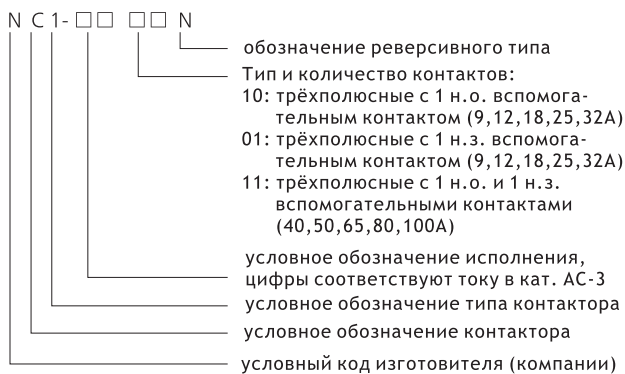 N C 1-□□ □□ N
обозначение реверсивного типа
Тип и количество контактов:
10: трёхполюсные с 1 н.о. вспомога-
тельным контактом (9,12,18,25,32А)
01: трёхполюсные с 1 н.з. вспомога-
тельным контактом (9,12,18,25,32А)
11: трёхполюсные с 1 н.о. и 1 н.з.
вспомогательными контактами
(40,50,65,80,100А)
условное обозначение исполнения,
цифры соответствуют току в кат. АС-3
условное обозначение типа контактора
условное обозначение контактора
условный код изготовителя (компании)